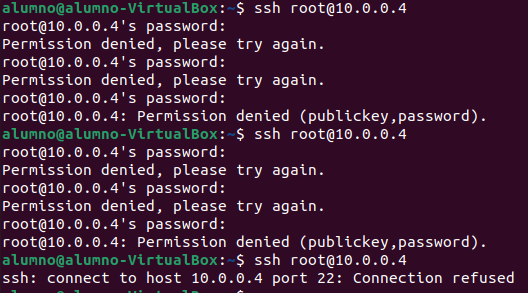 alumno@alumno-VirtualBox:~$ ssh root@10.0.0.4
root@10.0.0.4's password:
Permission denied, please try again.
root@10.0.0.4's password:
Permission denied, please try again.
root@10.0.0.4's password:
root@10.0.0.4: Permission denied (publickey,password).
alumno@alumno-VirtualBox:~$ ssh root@10.0.0.4
root@10.0.0.4's password:
Permission denied, please try again.
root@10.0.0.4's password:
Permission denied, please try again.
root@10.0.0.4's password:
root@10.0.0.4: Permission denied (publickey,password).
alumno@alumno-VirtualBox:~$ ssh root@10.0.0.4
ssh: connect to host 10.0.0.4 port 22: Connection refused